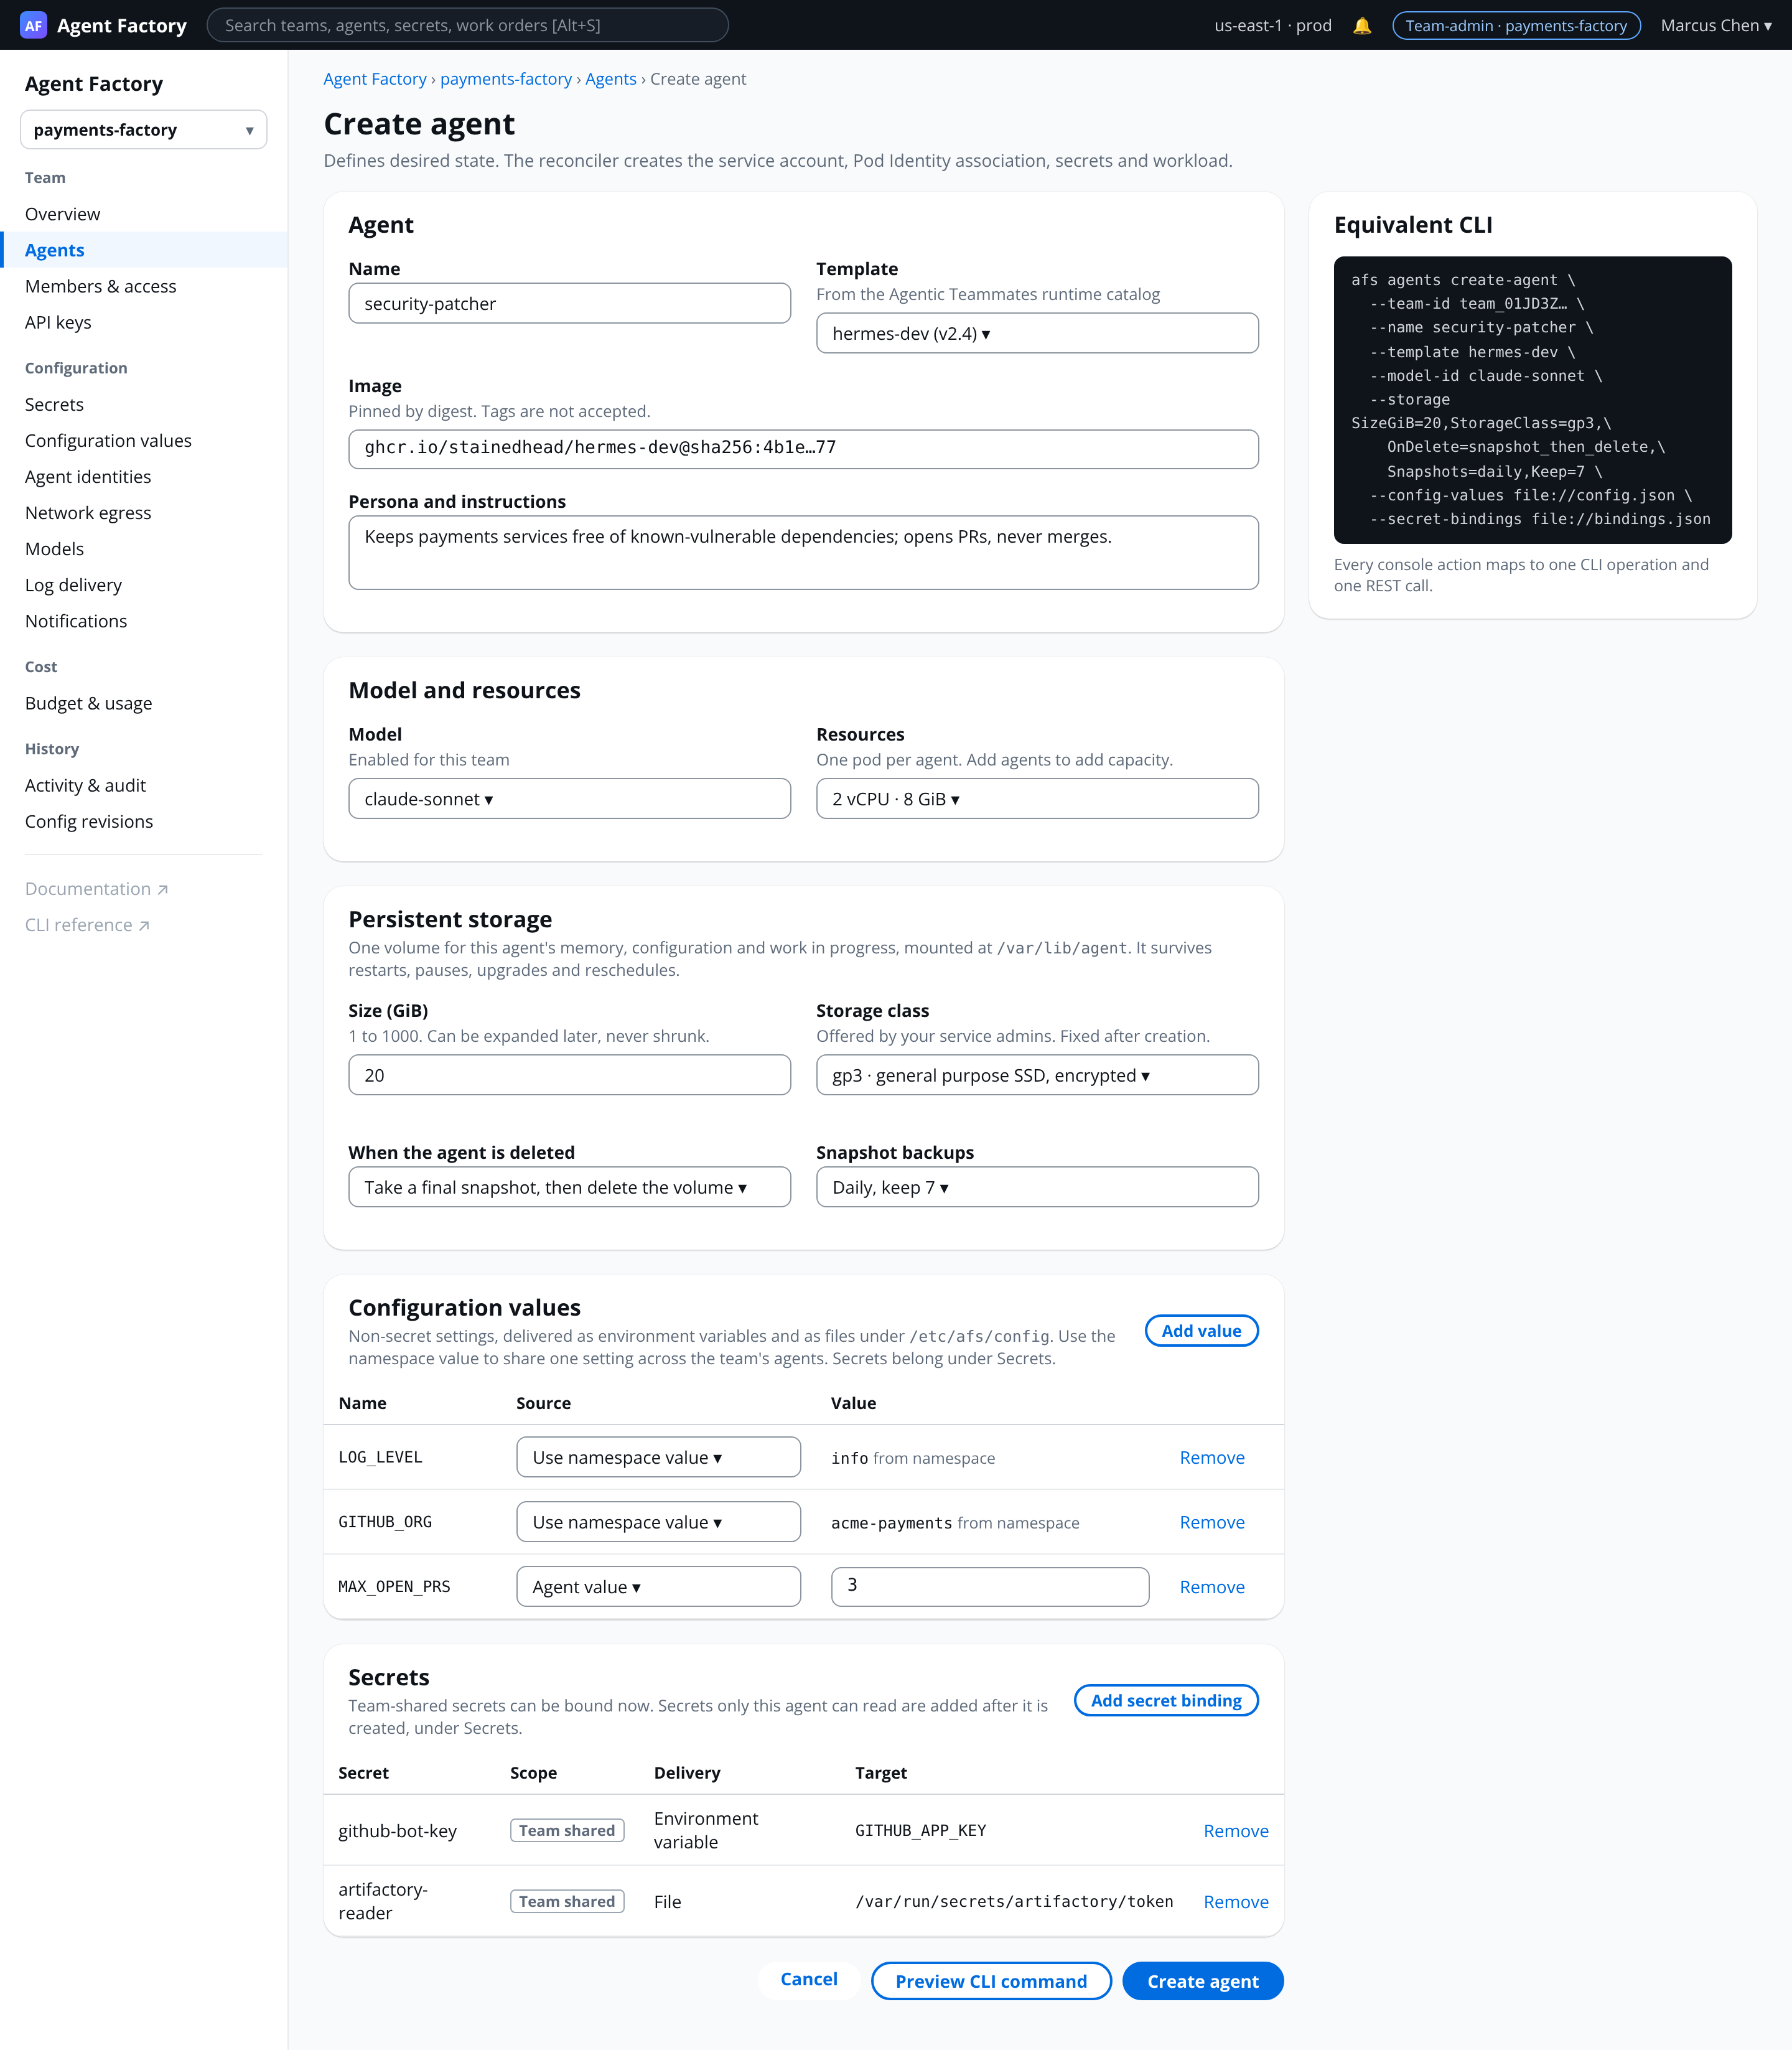 AF Agent Factory
Search teams, agents, secrets, work orders [Alt+S]
us-east-1 · prod
Team-admin · payments-factory
Marcus Chen ▾
Agent Factory
payments-factory ▾
Team
Overview
Agents
Members & access
API keys
Configuration
Secrets
Configuration values
Agent identities
Network egress
Models
Log delivery
Notifications
Cost
Budget & usage
History
Activity & audit
Config revisions
Documentation ↗
CLI reference ↗
Agent Factory › payments-factory › Agents › Create agent
Create agent
Defines desired state. The reconciler creates the service account, Pod Identity association, secrets and workload.
Agent
Name
security-patcher
Template
From the Agentic Teammates runtime catalog
hermes-dev (v2.4) ▾
Image
Pinned by digest. Tags are not accepted.
ghcr.io/stainedhead/hermes-dev@sha256:4b1e…77
Persona and instructions
Keeps payments services free of known-vulnerable dependencies; opens PRs, never merges.
Model and resources
Model
Enabled for this team
claude-sonnet ▾
Resources
One pod per agent. Add agents to add capacity.
2 vCPU · 8 GiB ▾
Persistent storage
One volume for this agent's memory, configuration and work in progress, mounted at /var/lib/agent. It survives
restarts, pauses, upgrades and reschedules.
Size (GiB)
1 to 1000. Can be expanded later, never shrunk.
20
Storage class
Offered by your service admins. Fixed after creation.
gp3 · general purpose SSD, encrypted ▾
When the agent is deleted
Take a final snapshot, then delete the volume ▾
Snapshot backups
Daily, keep 7 ▾
Configuration values
Non-secret settings, delivered as environment variables and as files under /etc/afs/config. Use the
namespace value to share one setting across the team's agents. Secrets belong under Secrets.
Add value
Name Source Value
LOG_LEVEL Use namespace value ▾ info from namespace Remove
GITHUB_ORG Use namespace value ▾ acme-payments from namespace Remove
MAX_OPEN_PRS Agent value ▾ 3 Remove
Secrets
Team-shared secrets can be bound now. Secrets only this agent can read are added after it is
created, under Secrets.
Add secret binding
Secret Scope Delivery Target
github-bot-key Team shared Environment
variable
GITHUB_APP_KEY Remove
artifactory-
reader
Team shared File /var/run/secrets/artifactory/token Remove
Cancel Preview CLI command Create agent
Equivalent CLI
afs agents create-agent \
--team-id team_01JD3Z… \
--name security-patcher \
--template hermes-dev \
--model-id claude-sonnet \
--storage
SizeGiB=20,StorageClass=gp3,\
OnDelete=snapshot_then_delete,\
Snapshots=daily,Keep=7 \
--config-values file://config.json \
--secret-bindings file://bindings.json
Every console action maps to one CLI operation and
one REST call.